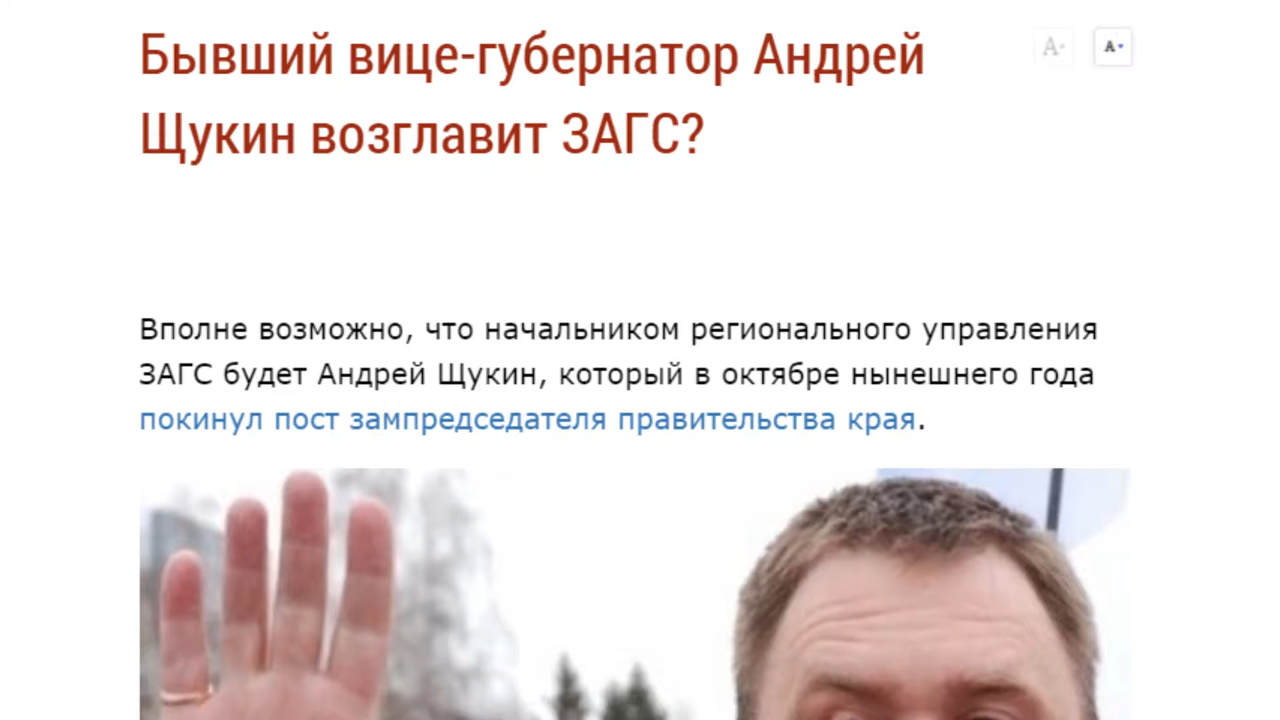 Бывший вице-губернатор Андрей
Щукин возглавит ЗАГС?
A-
A-
Вполне возможно, что начальником регионального управления
ЗАГС будет Андрей Щукин, который в октябре нынешнего года
покинул пост зампредседателя правительства края.